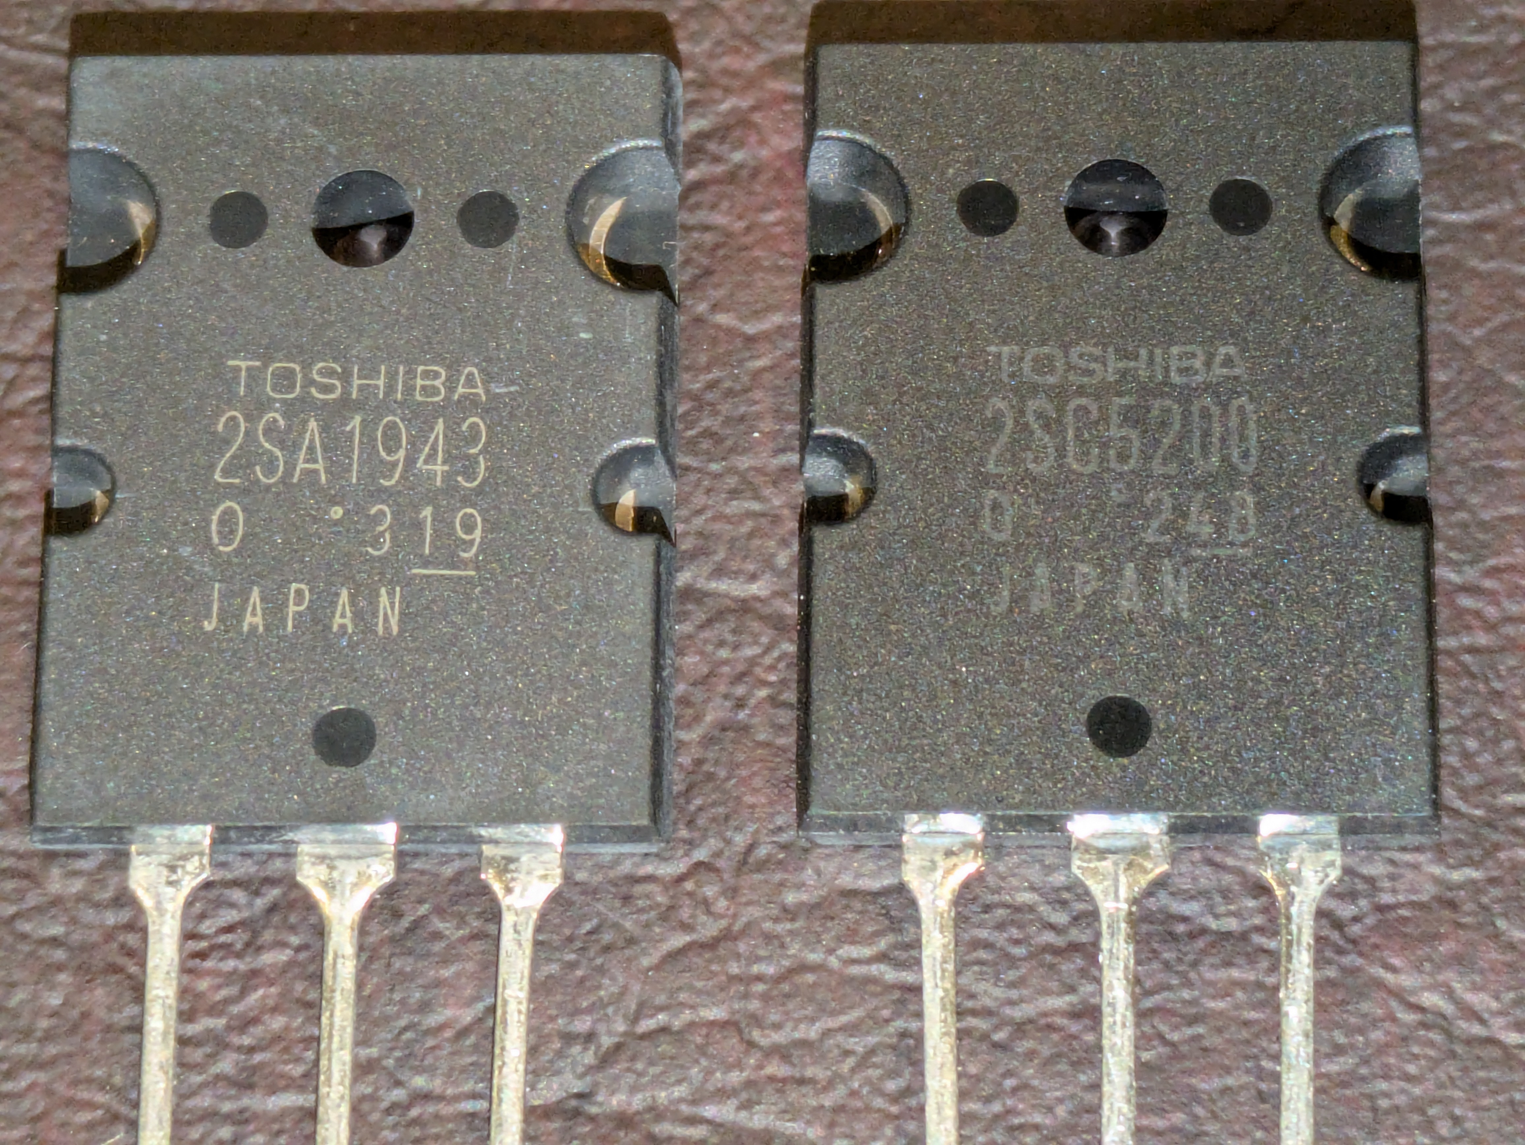 TOSHIBA
2SA1943
O °319
JAPAN
TOSHIBA
2SC5200
O °248
JAPAN